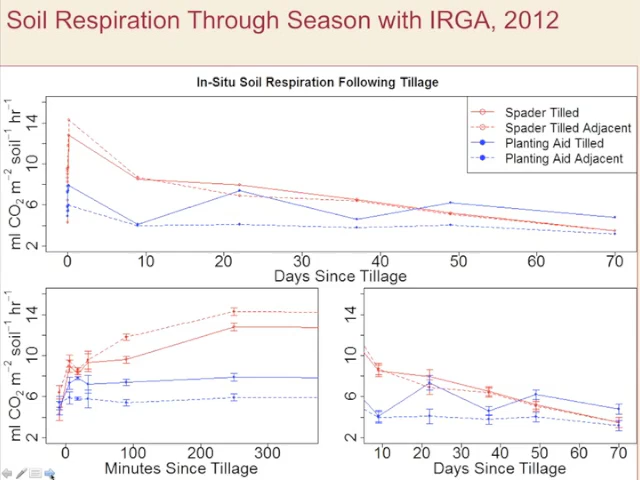 Soil Respiration Through Season with IRGA, 2012
In-Situ Soil Respiration Following Tillage
ml CO₂ m⁻² soil⁻¹ hr⁻¹
2 6 10 14
Spader Tilled
Spader Tilled Adjacent
Planting Aid Tilled
Planting Aid Adjacent
0 10 20 30 40 50 60 70
Days Since Tillage
ml CO₂ m⁻² soil⁻¹ hr⁻¹
2 6 10 14
0 50 100 200 300
Minutes Since Tillage
2 6 10 14
10 20 30 40 50 60 70
Days Since Tillage